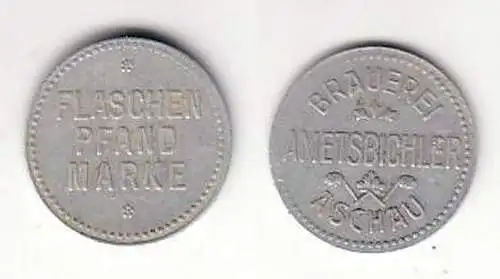 FLASCHEN
PFAND
MARKE
BRAUEREI
AMETSBICHLER
ASCHAU